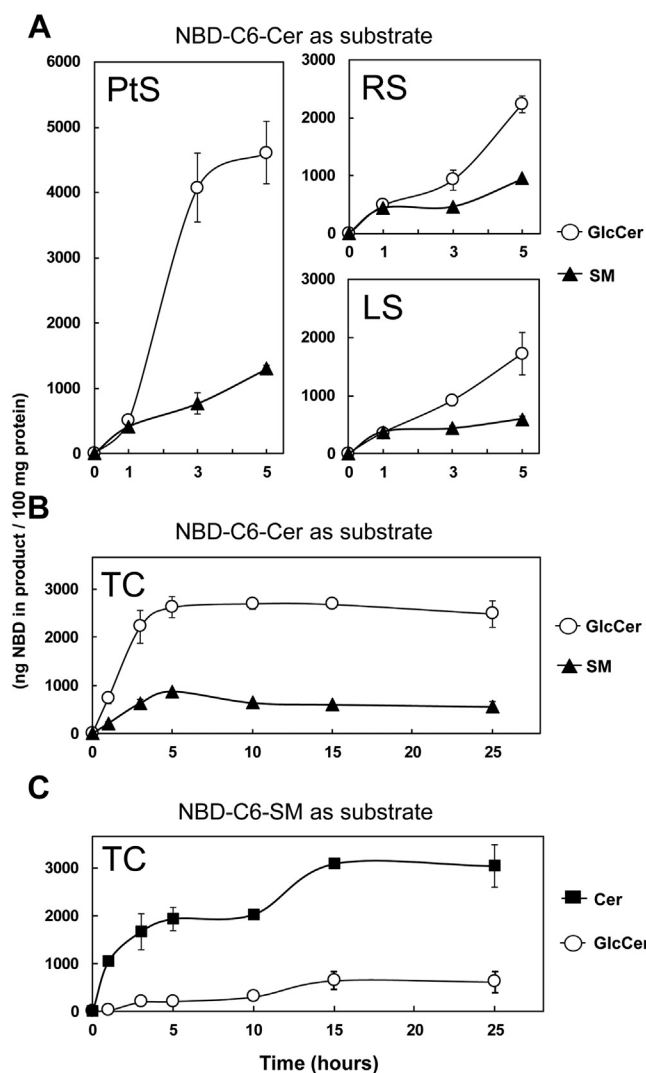 A
NBD-C6-Cer as substrate
6000
5000
4000
3000
2000
1000
0
PtS
0 1 3 5
3000
2000
1000
0
RS
0 1 3 5
GlcCer
SM
3000
2000
1000
0
LS
0 1 3 5
(ng NBD in product / 100 mg protein)
B
NBD-C6-Cer as substrate
3000
2000
1000
0
TC
0 5 10 15 20 25
GlcCer
SM
C
NBD-C6-SM as substrate
3000
2000
1000
0
TC
0 5 10 15 20 25
Cer
GlcCer
Time (hours)